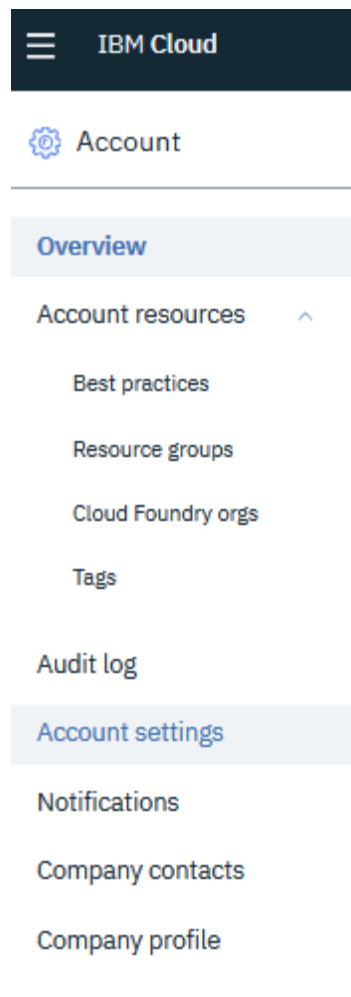 IBM Cloud
Account
Overview
Account resources
Best practices
Resource groups
Cloud Foundry orgs
Tags
Audit log
Account settings
Notifications
Company contacts
Company profile